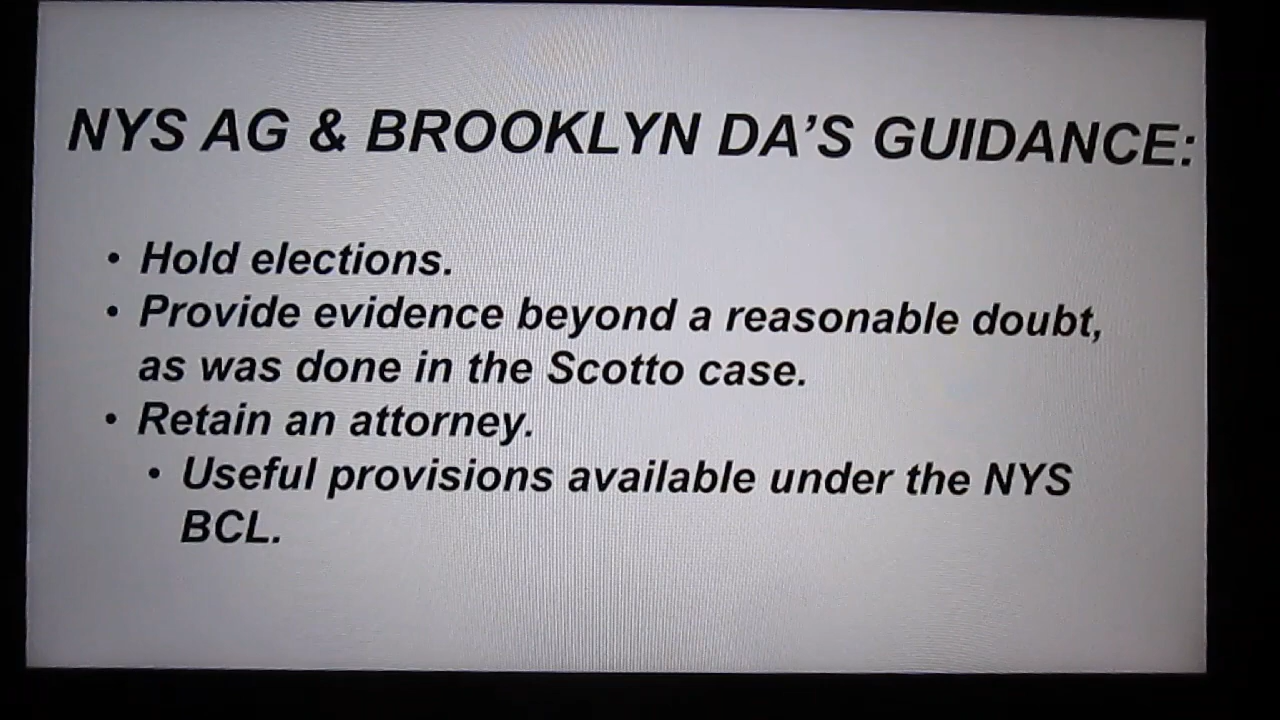 NYS AG & BROOKLYN DA’S GUIDANCE:
• Hold elections.
• Provide evidence beyond a reasonable doubt,
as was done in the Scotto case.
• Retain an attorney.
• Useful provisions available under the NYS
BCL.